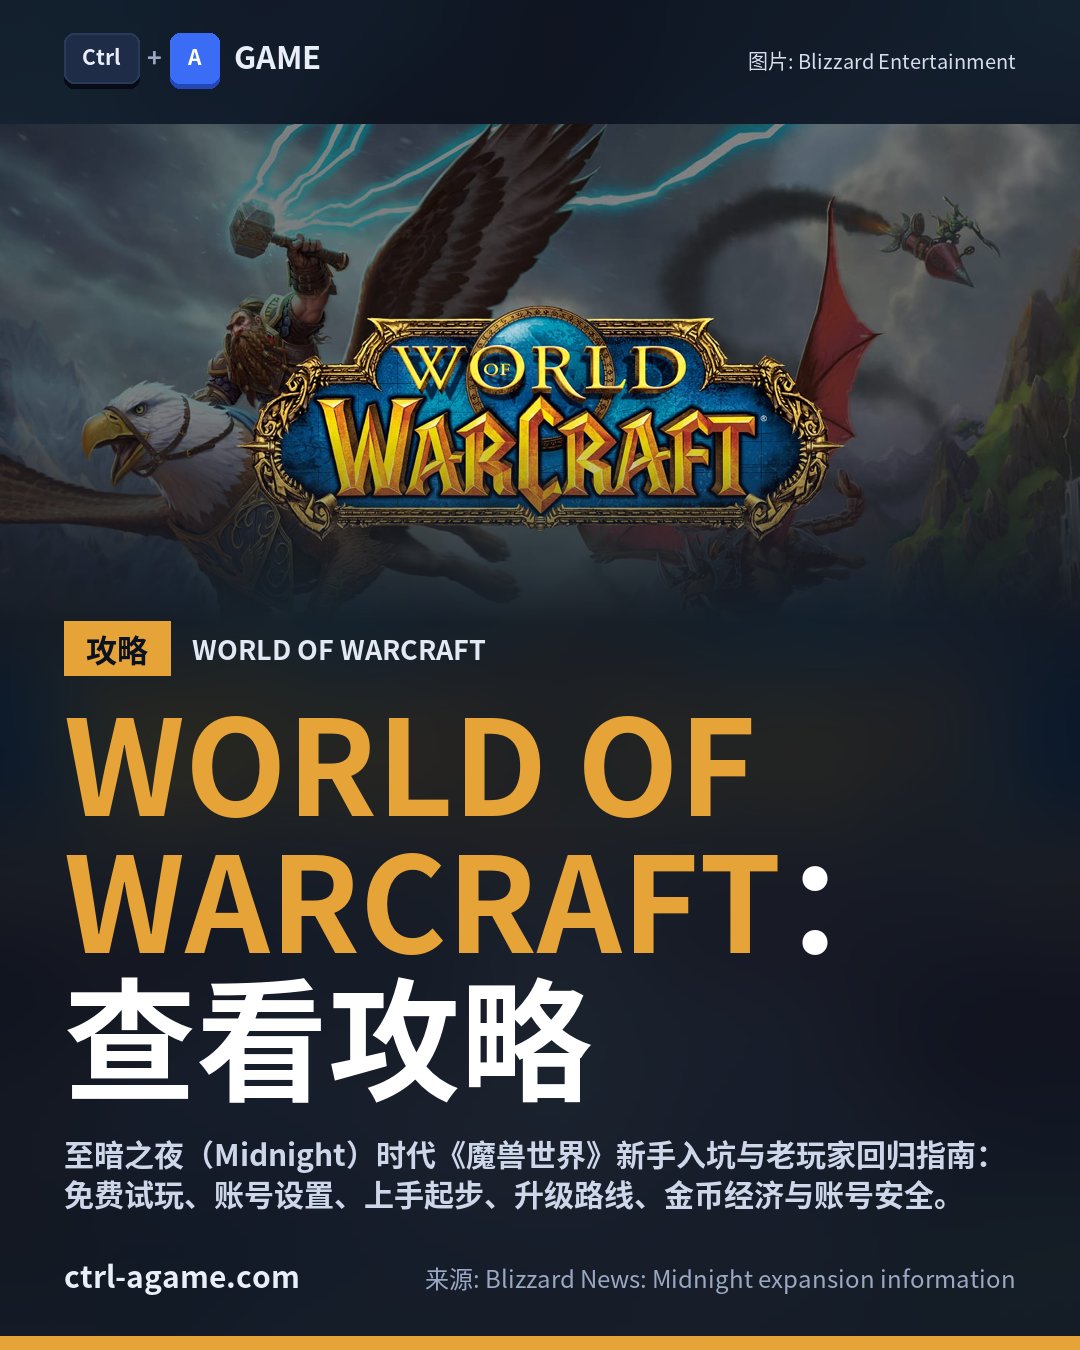 Ctrl + A GAME
图片: Blizzard Entertainment
WORLD
OF
WARCRAFT
®
攻略
WORLD OF WARCRAFT
WORLD OF
WARCRAFT：
查看攻略
至暗之夜（Midnight）时代《魔兽世界》新手入坑与老玩家回归指南：
免费试玩、账号设置、上手起步、升级路线、金币经济与账号安全。
ctrl-agame.com
来源: Blizzard News: Midnight expansion information